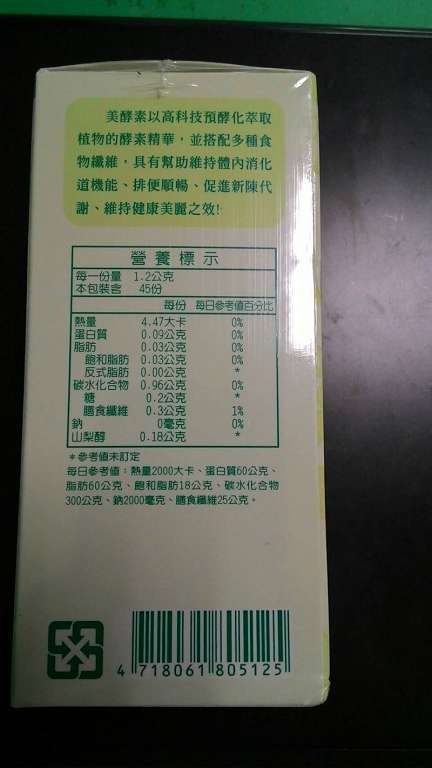 美酵素以高科技預酵化萃取
植物的酵素精華，並搭配多種食
物纖維，具有幫助維持體內消化
道機能、排便順暢、促進新陳代
謝、維持健康美麗之效!
營養標示
每一份量 1.2公克
本包裝含 45份
每份 每日參考值百分比
熱量 4.47大卡 0%
蛋白質 0.09公克 0%
脂肪 0.03公克 0%
飽和脂肪 0.03公克 0%
反式脂肪 0.00公克 *
碳水化合物 0.96公克 0%
糖 0.2公克 *
膳食纖維 0.3公克 1%
鈉 0毫克 0%
山梨醇 0.18公克 *
*參考值未訂定
每日參考值：熱量2000大卡、蛋白質60公克、
脂肪60公克、飽和脂肪18公克、碳水化合物
300公克、鈉2000毫克、膳食纖維25公克。
4 718061 805125